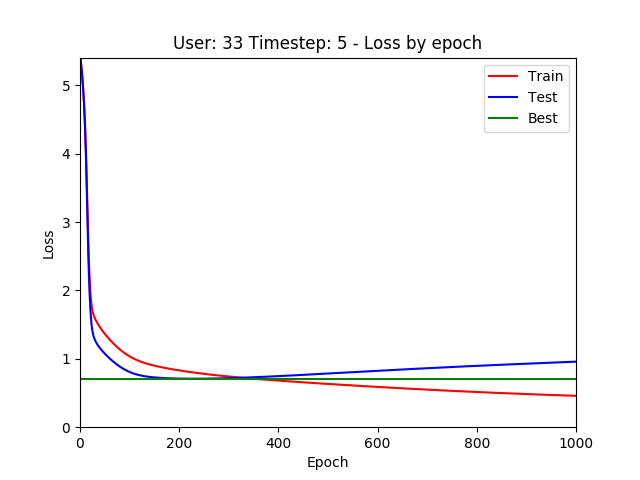 User: 33 Timestep: 5 - Loss by epoch
Train
Test
Best
Loss
5
4
3
2
1
0
0 200 400 600 800 1000
Epoch